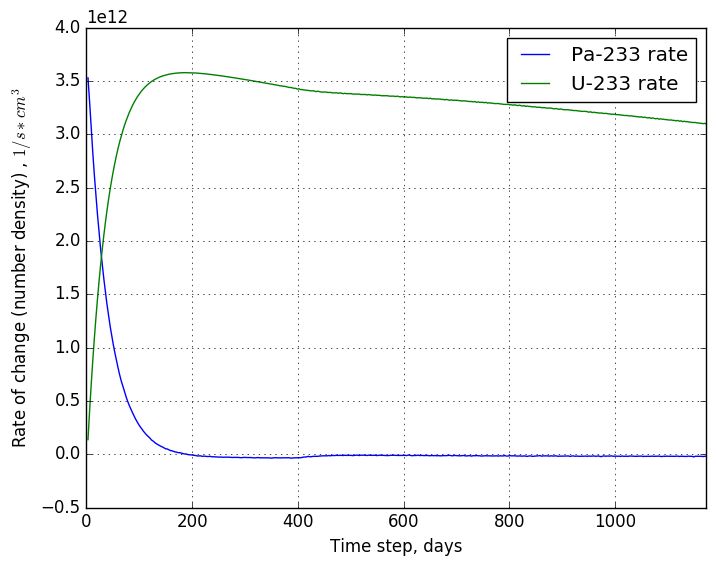 1e12
4.0
3.5
3.0
2.5
2.0
1.5
1.0
0.5
0.0
−0.5
Rate of change (number density) , 1/s∗cm³
Pa-233 rate
U-233 rate
0 200 400 600 800 1000
Time step, days